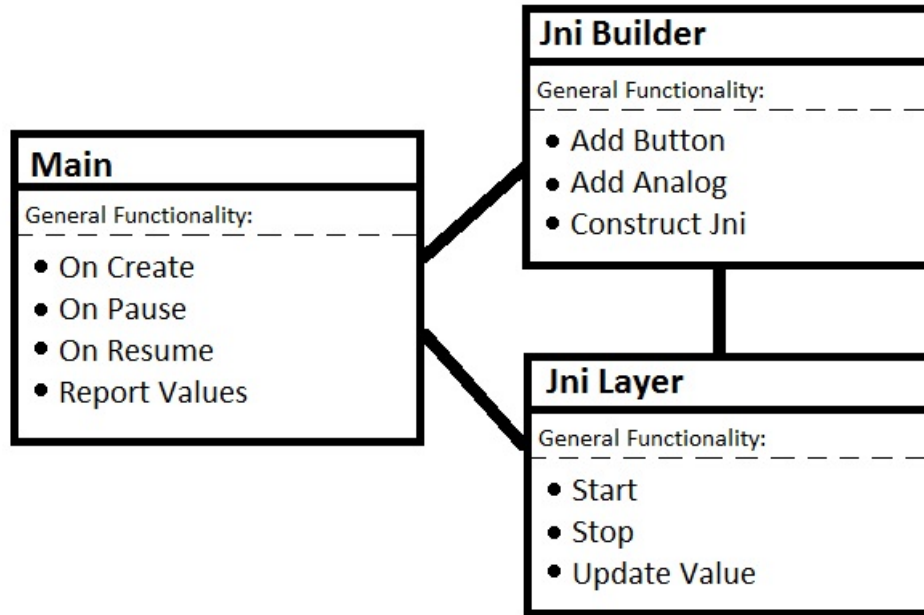 Main
General Functionality:
• On Create
• On Pause
• On Resume
• Report Values
Jni Builder
General Functionality:
• Add Button
• Add Analog
• Construct Jni
Jni Layer
General Functionality:
• Start
• Stop
• Update Value